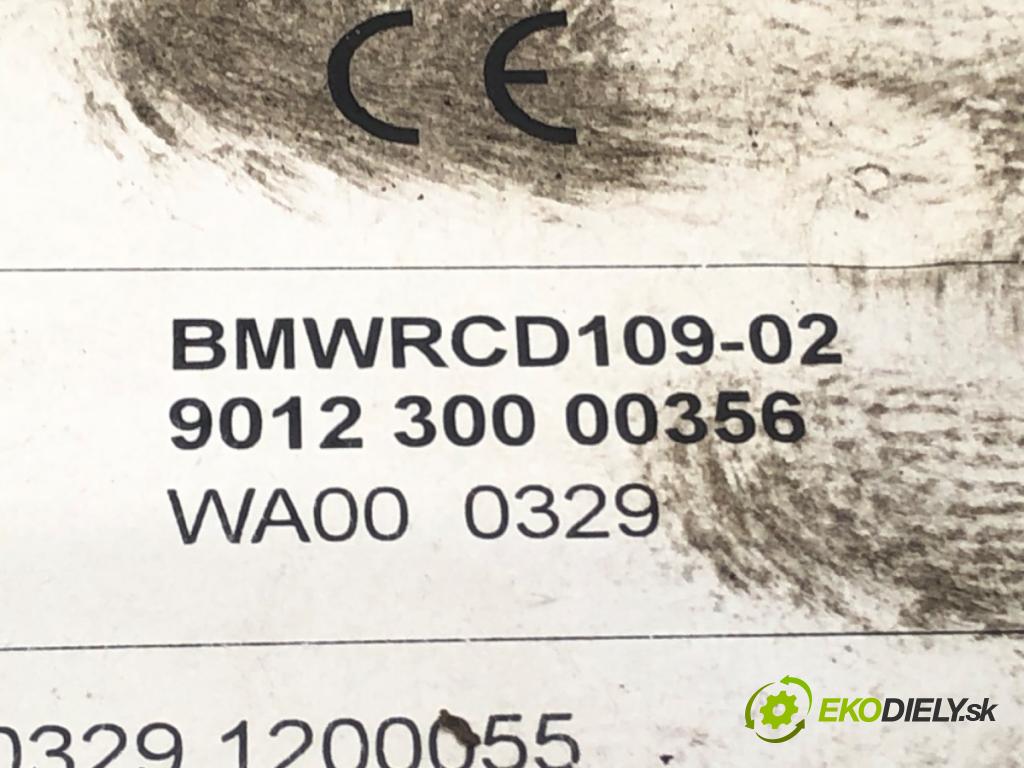 CE
BMWRCD109-02
9012 300 00356
WA00 0329
0329 1200055
EKODIELY.sk